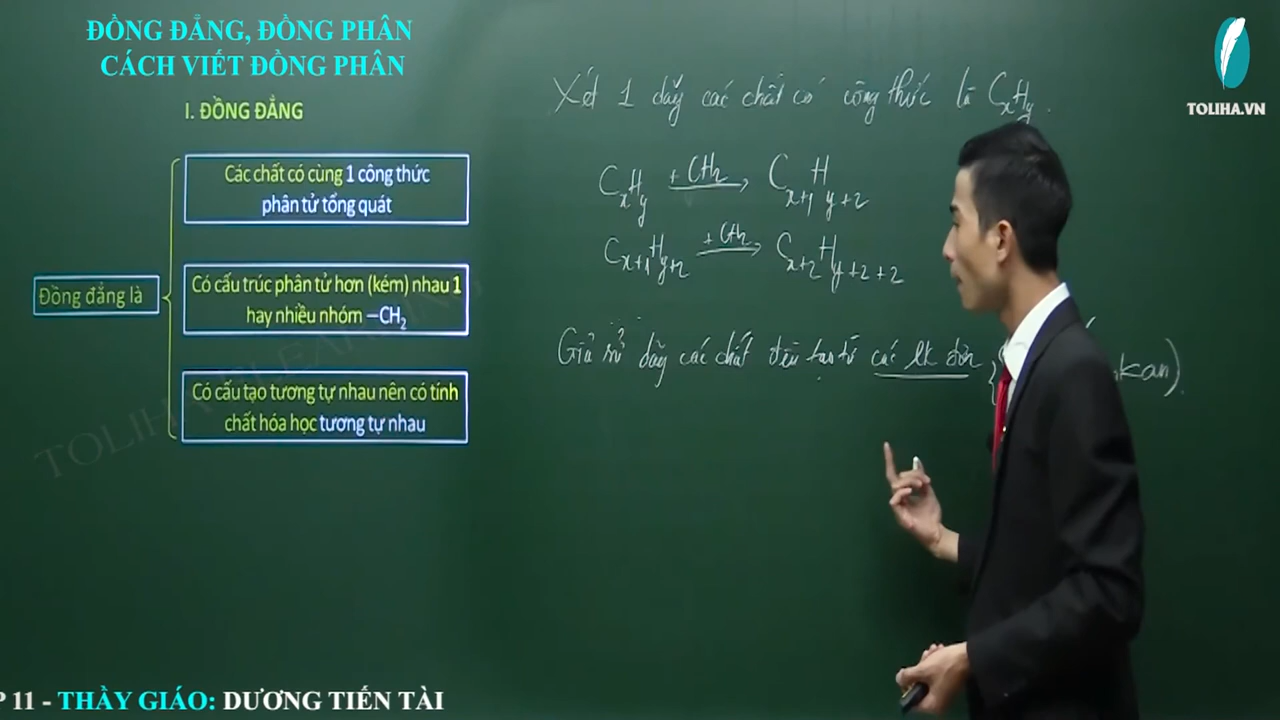 ĐỒNG ĐẲNG, ĐỒNG PHÂN
CÁCH VIẾT ĐỒNG PHÂN
I. ĐỒNG ĐẲNG
Đồng đẳng là
Các chất có cùng 1 công thức
phân tử tổng quát
Có cấu trúc phân tử hơn (kém) nhau 1
hay nhiều nhóm –CH₂
Có cấu tạo tương tự nhau nên có tính
chất hóa học tương tự nhau
Xét 1 dãy các chất có công thức là CxHy.
CxHy + CH₂ → Cx+1Hy+2
Cx+1Hy+2 + CH₂ → Cx+2Hy+2+2
Giả sử dãy các chất đều tạo từ các lk đơn kan).
TOLIHA.VN
P 11 - THẦY GIÁO: DƯƠNG TIẾN TÀI